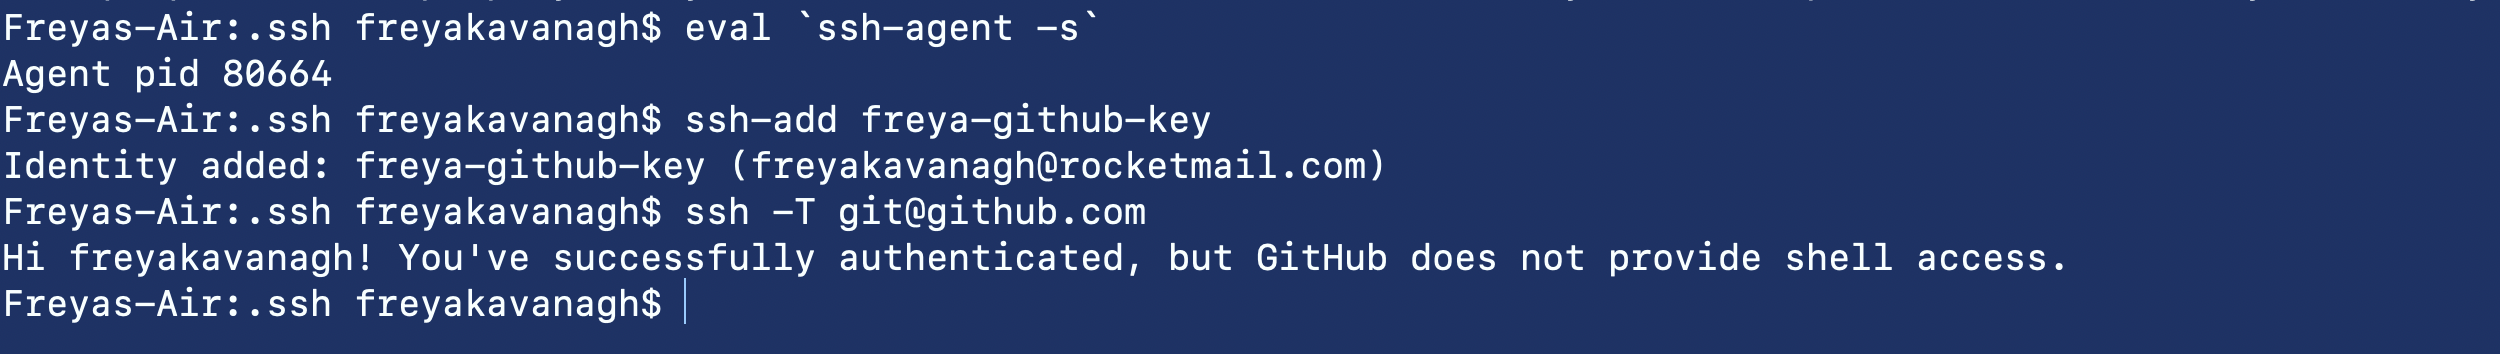 Freyas-Air:.ssh freyakavanagh$ eval `ssh-agent -s`
Agent pid 80664
Freyas-Air:.ssh freyakavanagh$ ssh-add freya-github-key
Identity added: freya-github-key (freyakavanagh@rocketmail.com)
Freyas-Air:.ssh freyakavanagh$ ssh -T git@github.com
Hi freyakavanagh! You've successfully authenticated, but GitHub does not provide shell access.
Freyas-Air:.ssh freyakavanagh$